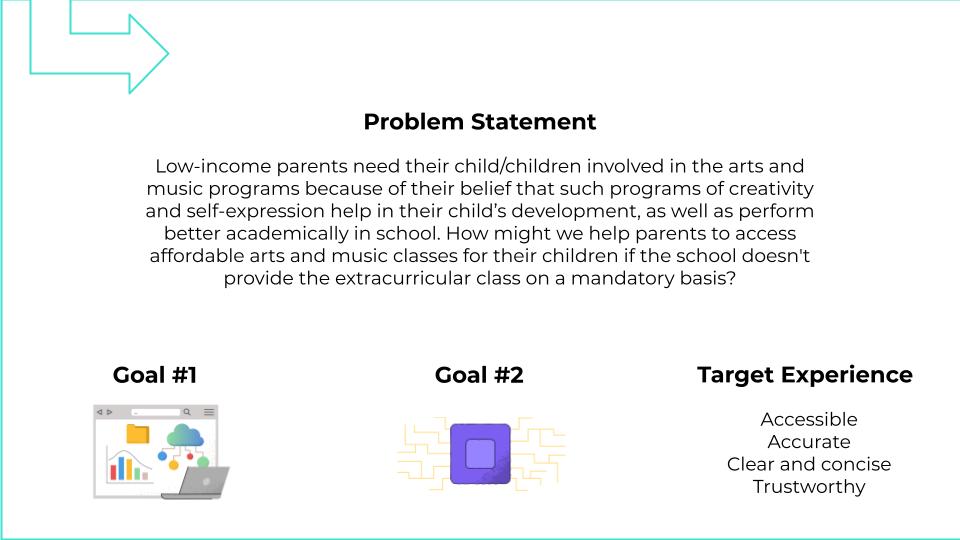 Problem Statement
Low-income parents need their child/children involved in the arts and
music programs because of their belief that such programs of creativity
and self-expression help in their child’s development, as well as perform
better academically in school. How might we help parents to access
affordable arts and music classes for their children if the school doesn't
provide the extracurricular class on a mandatory basis?
Goal #1
Goal #2
Target Experience
Accessible
Accurate
Clear and concise
Trustworthy